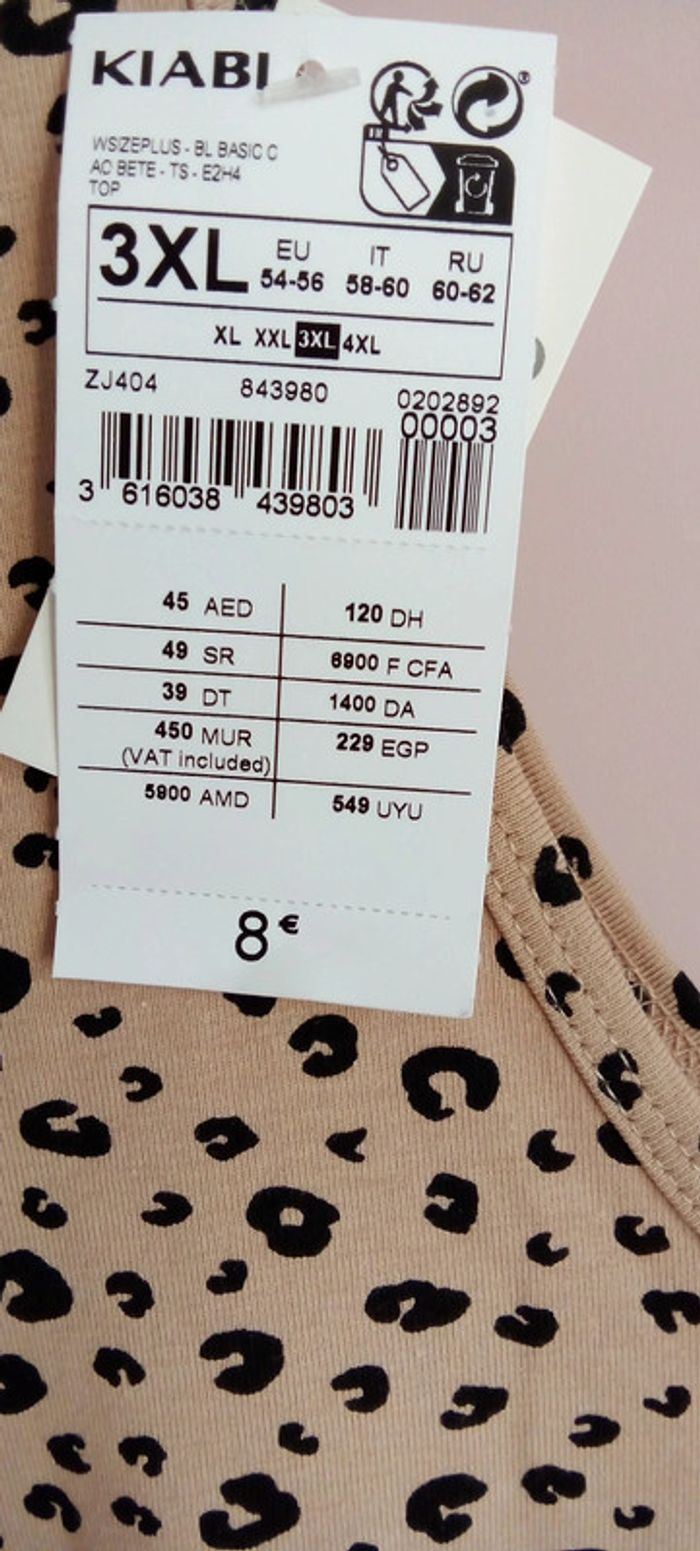 KIABI
WSIZEPLUS - BL BASIC C
AC BETE - TS - E2H4
TOP
3XL
EU IT RU
54-56 58-60 60-62
XL XXL 3XL 4XL
ZJ404 843980 0202892
00003
3 616038 439803
45 AED 120 DH
49 SR 6900 F CFA
39 DT 1400 DA
450 MUR 229 EGP
(VAT included)
5900 AMD 549 UYU
8€